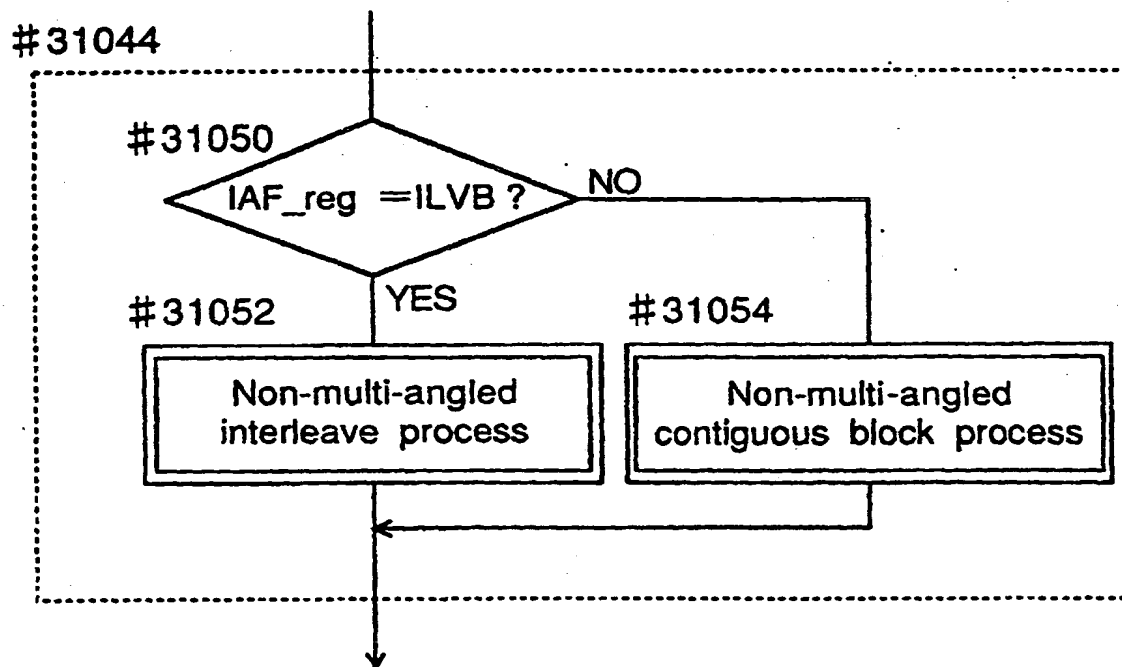 #31044
#31050
IAF_reg =ILVB ?
NO
YES
#31052
#31054
Non-multi-angled
interleave process
Non-multi-angled
contiguous block process